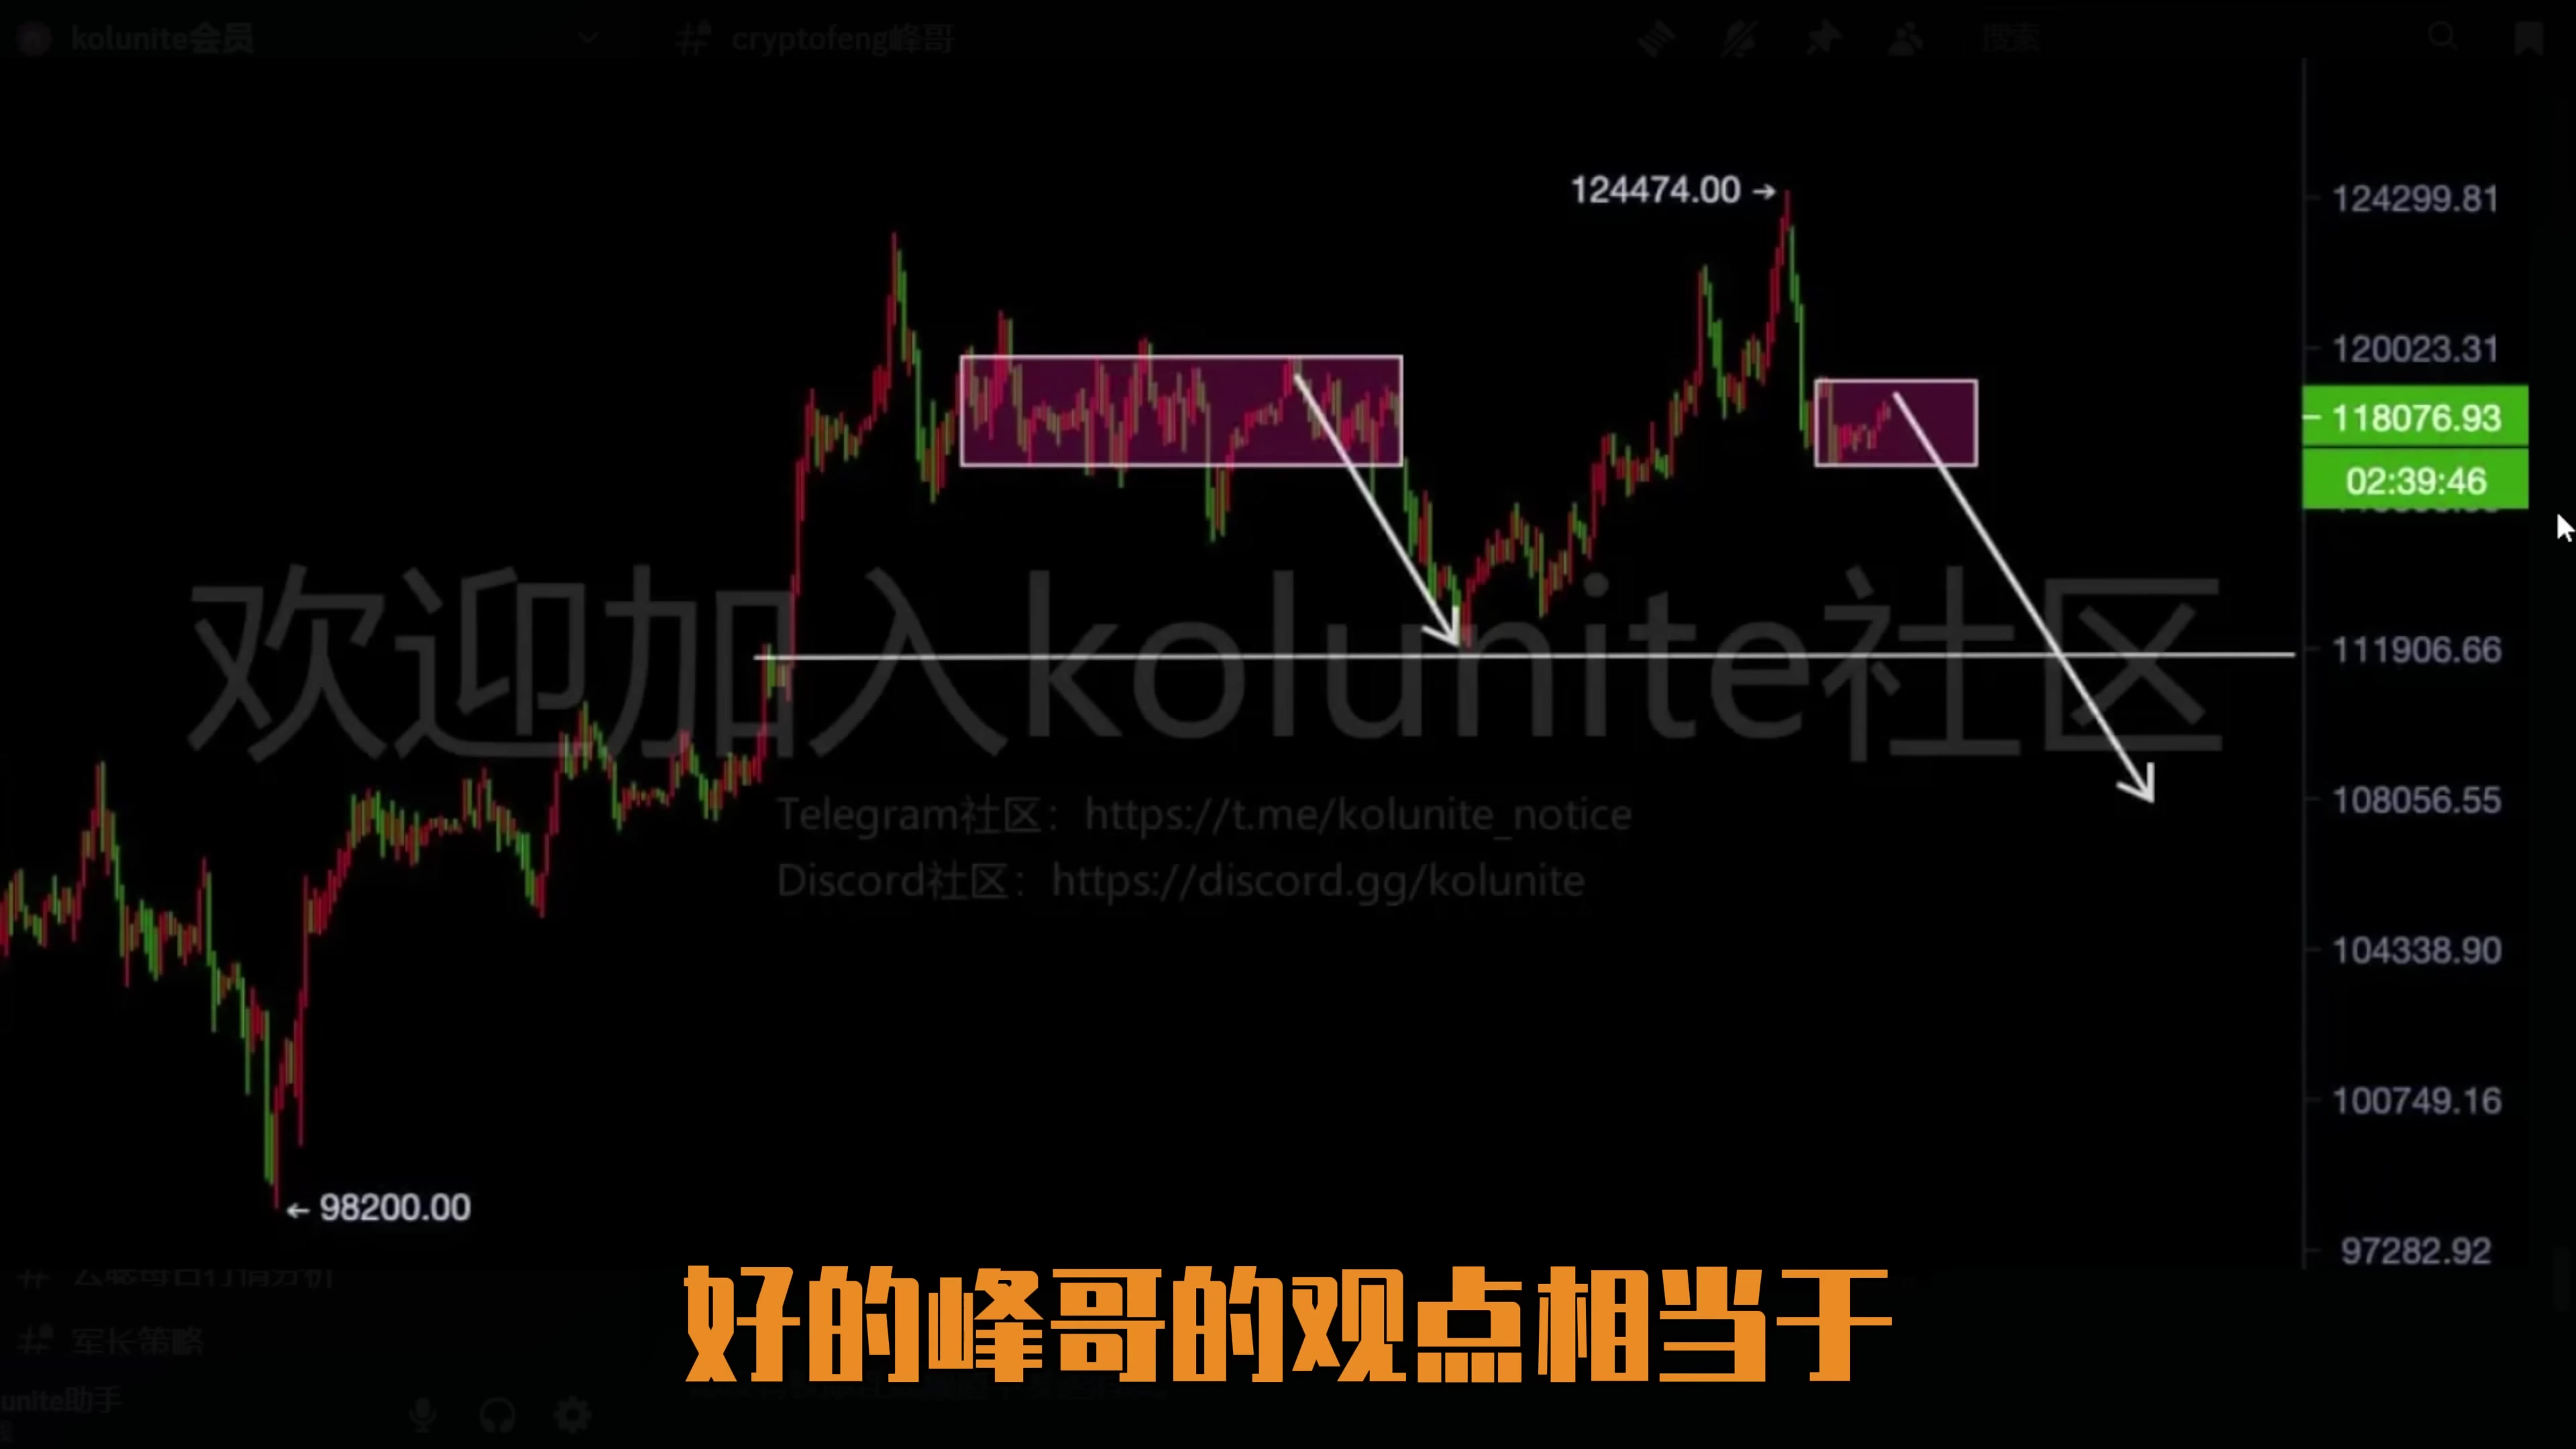 kolunite会员
cryptofeng峰哥
搜索
124474.00
124299.81
120023.31
118076.93
02:39:46
欢迎加入kolunite社区
111906.66
108056.55
Telegram社区：https://t.me/kolunite_notice
Discord社区：https://discord.gg/kolunite
104338.90
100749.16
98200.00
97282.92
好的峰哥的观点相当于
军长策略
unite助手